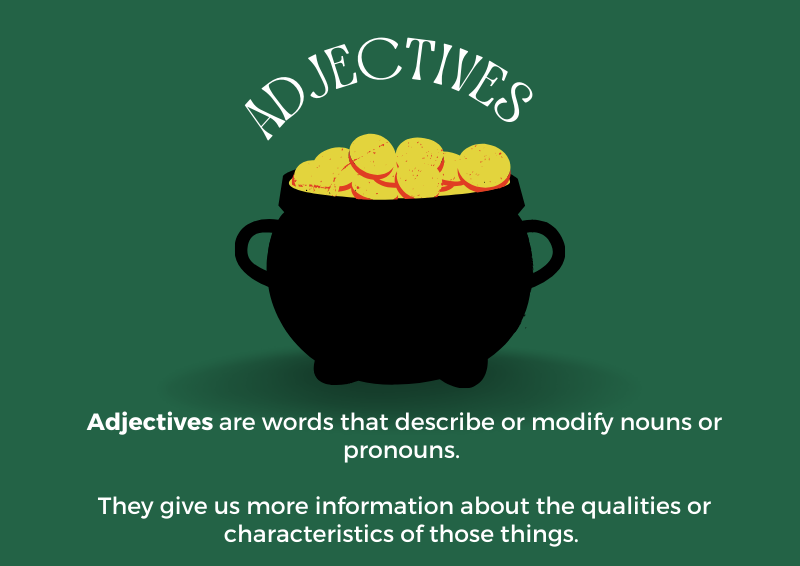 ADJECTIVES
Adjectives are words that describe or modify nouns or
pronouns.
They give us more information about the qualities or
characteristics of those things.